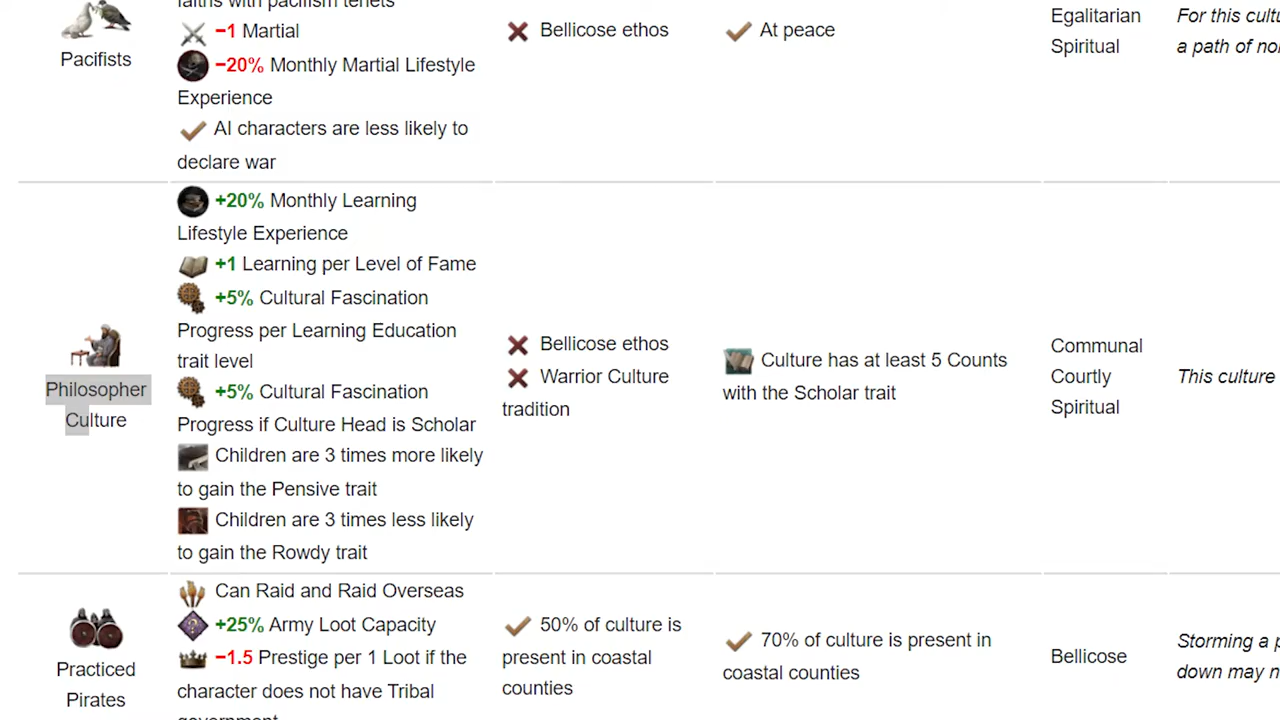 faiths with pacifism tenets
−1 Martial
−20% Monthly Martial Lifestyle
Experience
AI characters are less likely to
declare war
Pacifists
Bellicose ethos
At peace
Egalitarian
Spiritual
For this cultu
a path of no
+20% Monthly Learning
Lifestyle Experience
+1 Learning per Level of Fame
+5% Cultural Fascination
Progress per Learning Education
trait level
+5% Cultural Fascination
Progress if Culture Head is Scholar
Children are 3 times more likely
to gain the Pensive trait
Children are 3 times less likely
to gain the Rowdy trait
Philosopher
Culture
Bellicose ethos
Warrior Culture
tradition
Culture has at least 5 Counts
with the Scholar trait
Communal
Courtly
Spiritual
This culture
Can Raid and Raid Overseas
+25% Army Loot Capacity
−1.5 Prestige per 1 Loot if the
character does not have Tribal
government
Practiced
Pirates
50% of culture is
present in coastal
counties
70% of culture is present in
coastal counties
Bellicose
Storming a p
down may n